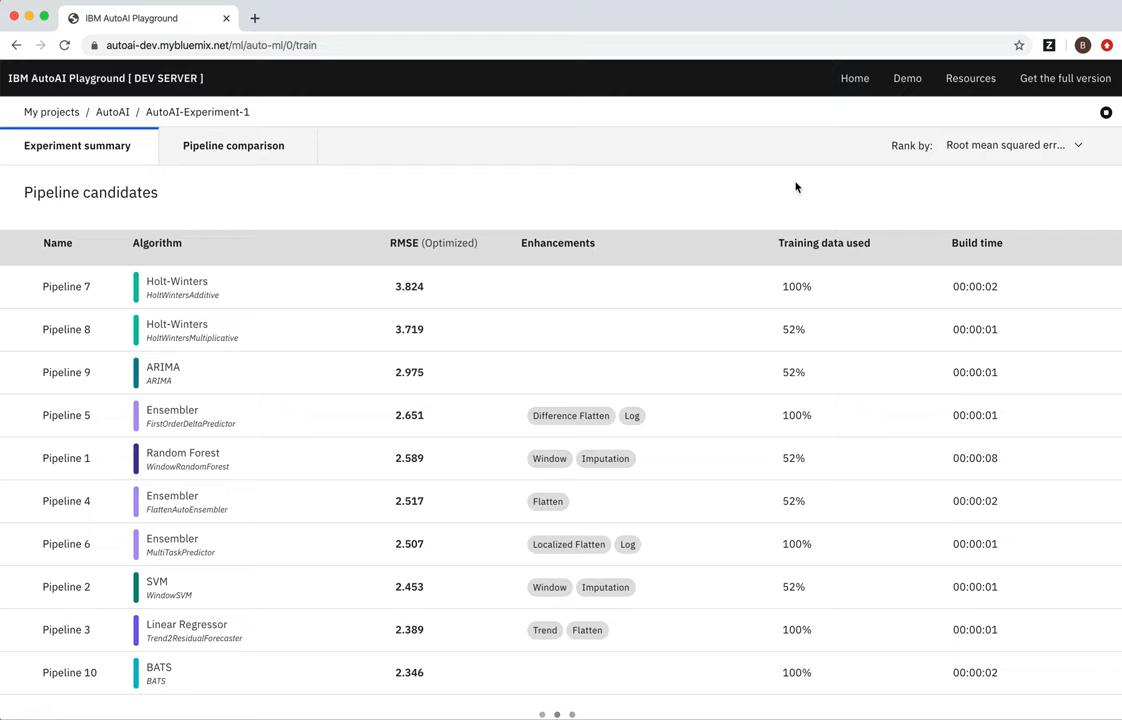 IBM AutoAI Playground
autoai-dev.mybluemix.net/ml/auto-ml/0/train
Z
B
IBM AutoAI Playground [ DEV SERVER ]
Home
Demo
Resources
Get the full version
My projects / AutoAI / AutoAI-Experiment-1
Experiment summary
Pipeline comparison
Rank by: Root mean squared err...
Pipeline candidates
Name Algorithm RMSE (Optimized) Enhancements Training data used Build time
Pipeline 7 Holt-Winters 3.824 100% 00:00:02
HoltWintersAdditive
Pipeline 8 Holt-Winters 3.719 52% 00:00:01
HoltWintersMultiplicative
Pipeline 9 ARIMA 2.975 52% 00:00:01
ARIMA
Pipeline 5 Ensembler 2.651 Difference Flatten Log 100% 00:00:01
FirstOrderDeltaPredictor
Pipeline 1 Random Forest 2.589 Window Imputation 52% 00:00:08
WindowRandomForest
Pipeline 4 Ensembler 2.517 Flatten 52% 00:00:02
FlattenAutoEnsembler
Pipeline 6 Ensembler 2.507 Localized Flatten Log 100% 00:00:01
MultiTaskPredictor
Pipeline 2 SVM 2.453 Window Imputation 52% 00:00:01
WindowSVM
Pipeline 3 Linear Regressor 2.389 Trend Flatten 100% 00:00:01
Trend2ResidualForecaster
Pipeline 10 BATS 2.346 100% 00:00:02
BATS